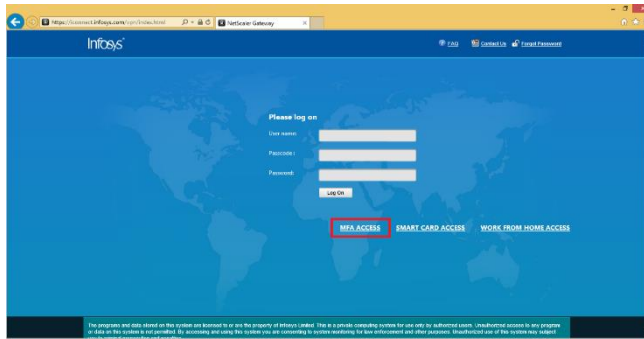 https://iconnect.infosys.com/vpn/index.html
NetScaler Gateway
Infosys
FAQ Contact Us Forgot Password
Please log on
User name:
Passcode :
Password:
Log On
MFA ACCESS SMART CARD ACCESS WORK FROM HOME ACCESS
The programs and data stored on this system are licensed to or are the property of Infosys Limited. This is a private computing system for use only by authorized users. Unauthorized access to any program
or data on this system is not permitted. By accessing and using this system you are consenting to system monitoring for law enforcement and other purposes. Unauthorized use of this system may subject